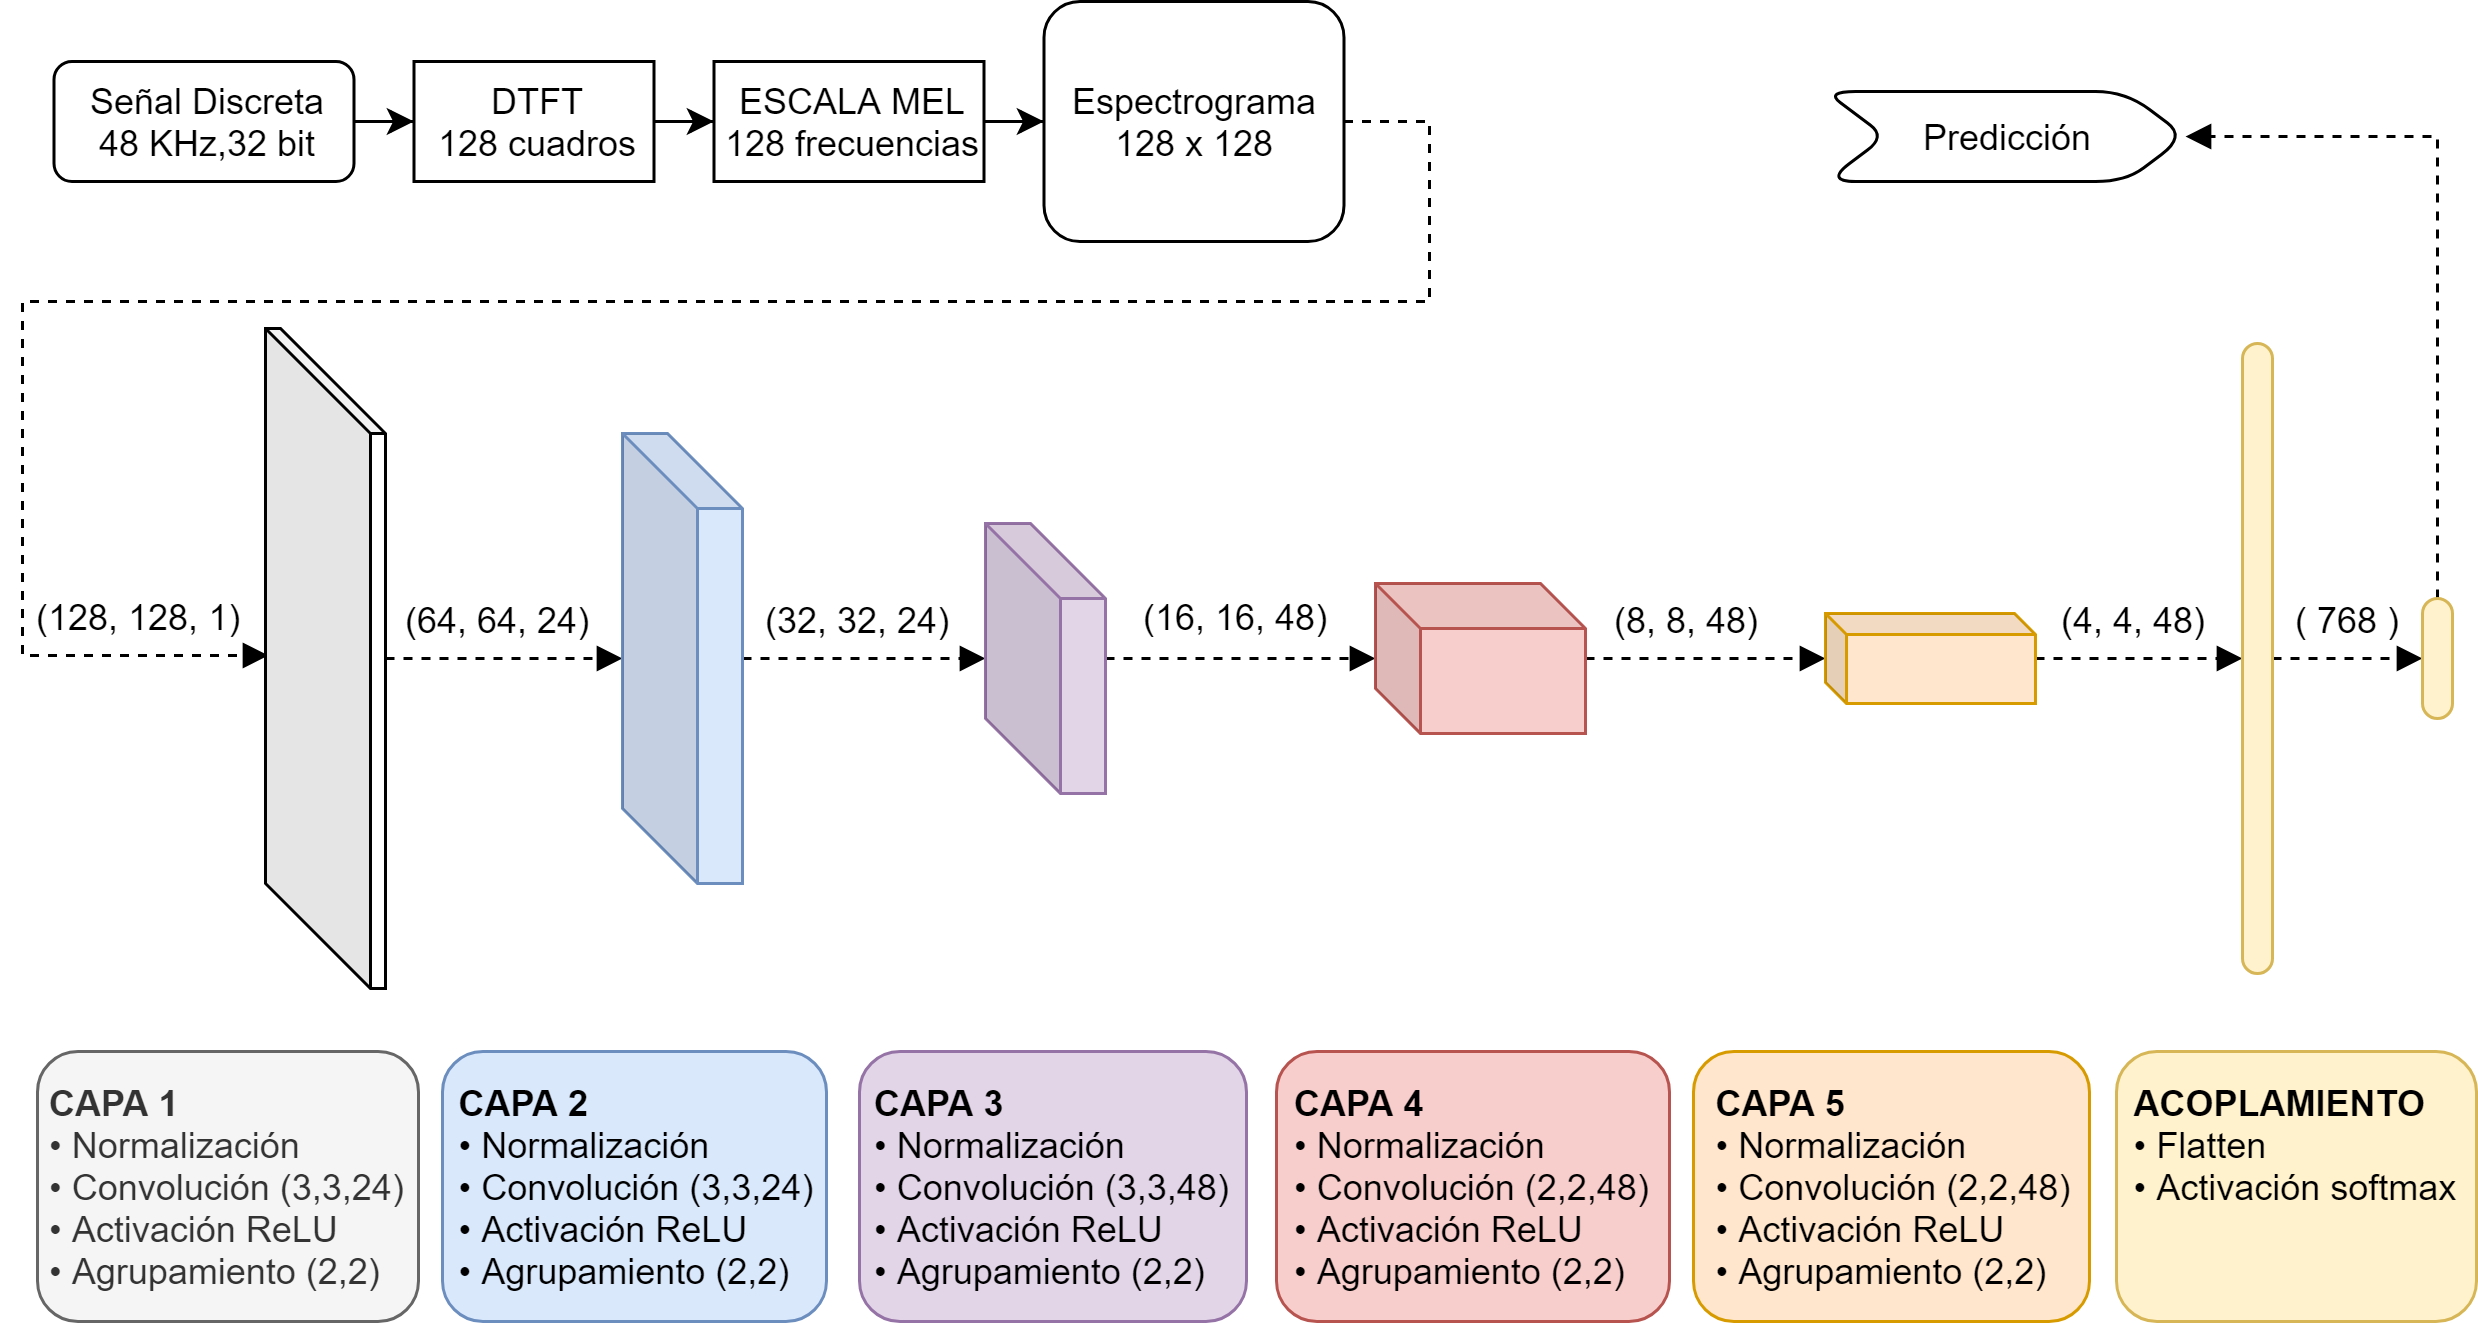 Señal Discreta
48 KHz,32 bit
DTFT
128 cuadros
ESCALA MEL
128 frecuencias
Espectrograma
128 x 128
Predicción
(128, 128, 1)
(64, 64, 24)
(32, 32, 24)
(16, 16, 48)
(8, 8, 48)
(4, 4, 48)
( 768 )
CAPA 1
• Normalización
• Convolución (3,3,24)
• Activación ReLU
• Agrupamiento (2,2)
CAPA 2
• Normalización
• Convolución (3,3,24)
• Activación ReLU
• Agrupamiento (2,2)
CAPA 3
• Normalización
• Convolución (3,3,48)
• Activación ReLU
• Agrupamiento (2,2)
CAPA 4
• Normalización
• Convolución (2,2,48)
• Activación ReLU
• Agrupamiento (2,2)
CAPA 5
• Normalización
• Convolución (2,2,48)
• Activación ReLU
• Agrupamiento (2,2)
ACOPLAMIENTO
• Flatten
• Activación softmax